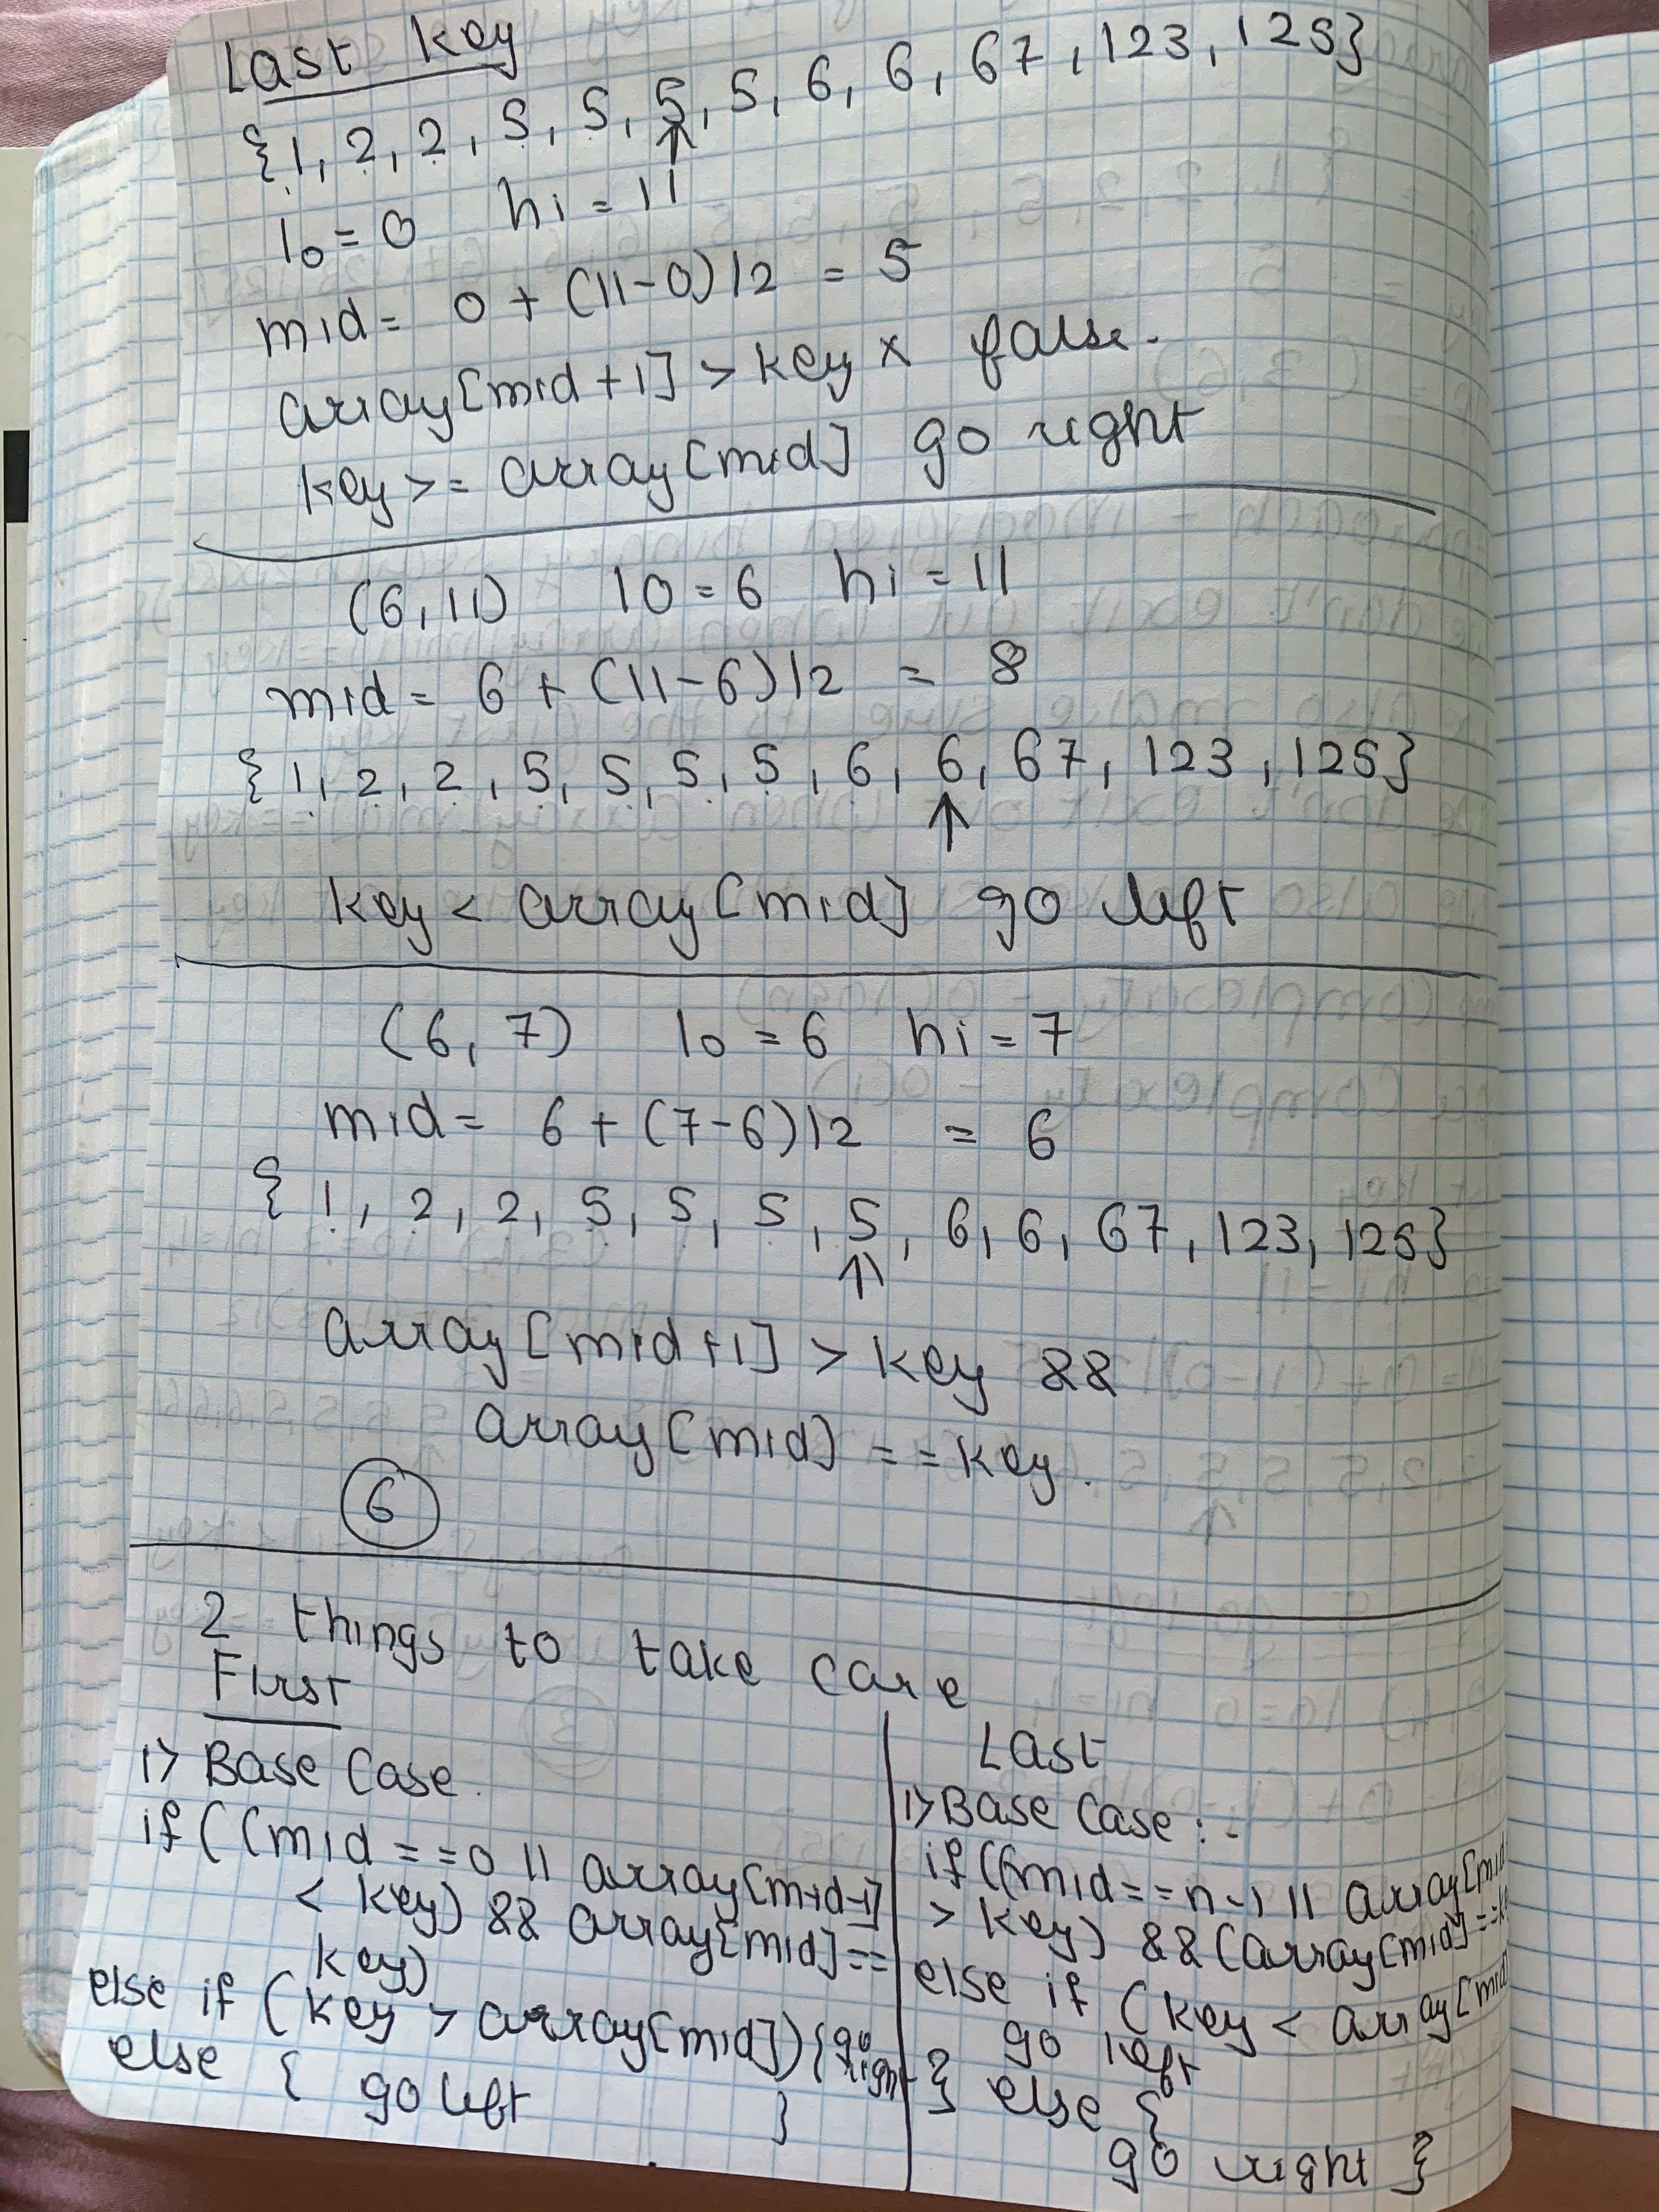 Last key
{1, 2, 2, 5, 5, 5, 5, 6, 6, 67, 123, 125}
lo = 0 hi = 11
mid = 0 + (11-0)/2 = 5
array[mid+1] > key × false.
key >= array[mid] go right
(6, 11) lo = 6 hi = 11
mid = 6 + (11-6)/2 = 8
{1, 2, 2, 5, 5, 5, 5, 6, 6, 67, 123, 125}
key < array[mid] go left
(6, 7) lo = 6 hi = 7
mid = 6 + (7-6)/2 = 6
{1, 2, 2, 5, 5, 5, 5, 6, 6, 67, 123, 125}
array[mid+1] > key &&
array[mid] == key.
6
2 things to take care
First
1> Base Case.
if((mid==0 || array[mid-1]
< key) && array[mid]==
key)
else if (key > array[mid]){go
right }
else { go left }
Last
1> Base Case :-
if((mid==n-1 || array[mid
> key) && (array[mid]==k
else if (key < array[mid]
go left
} else {
go right }